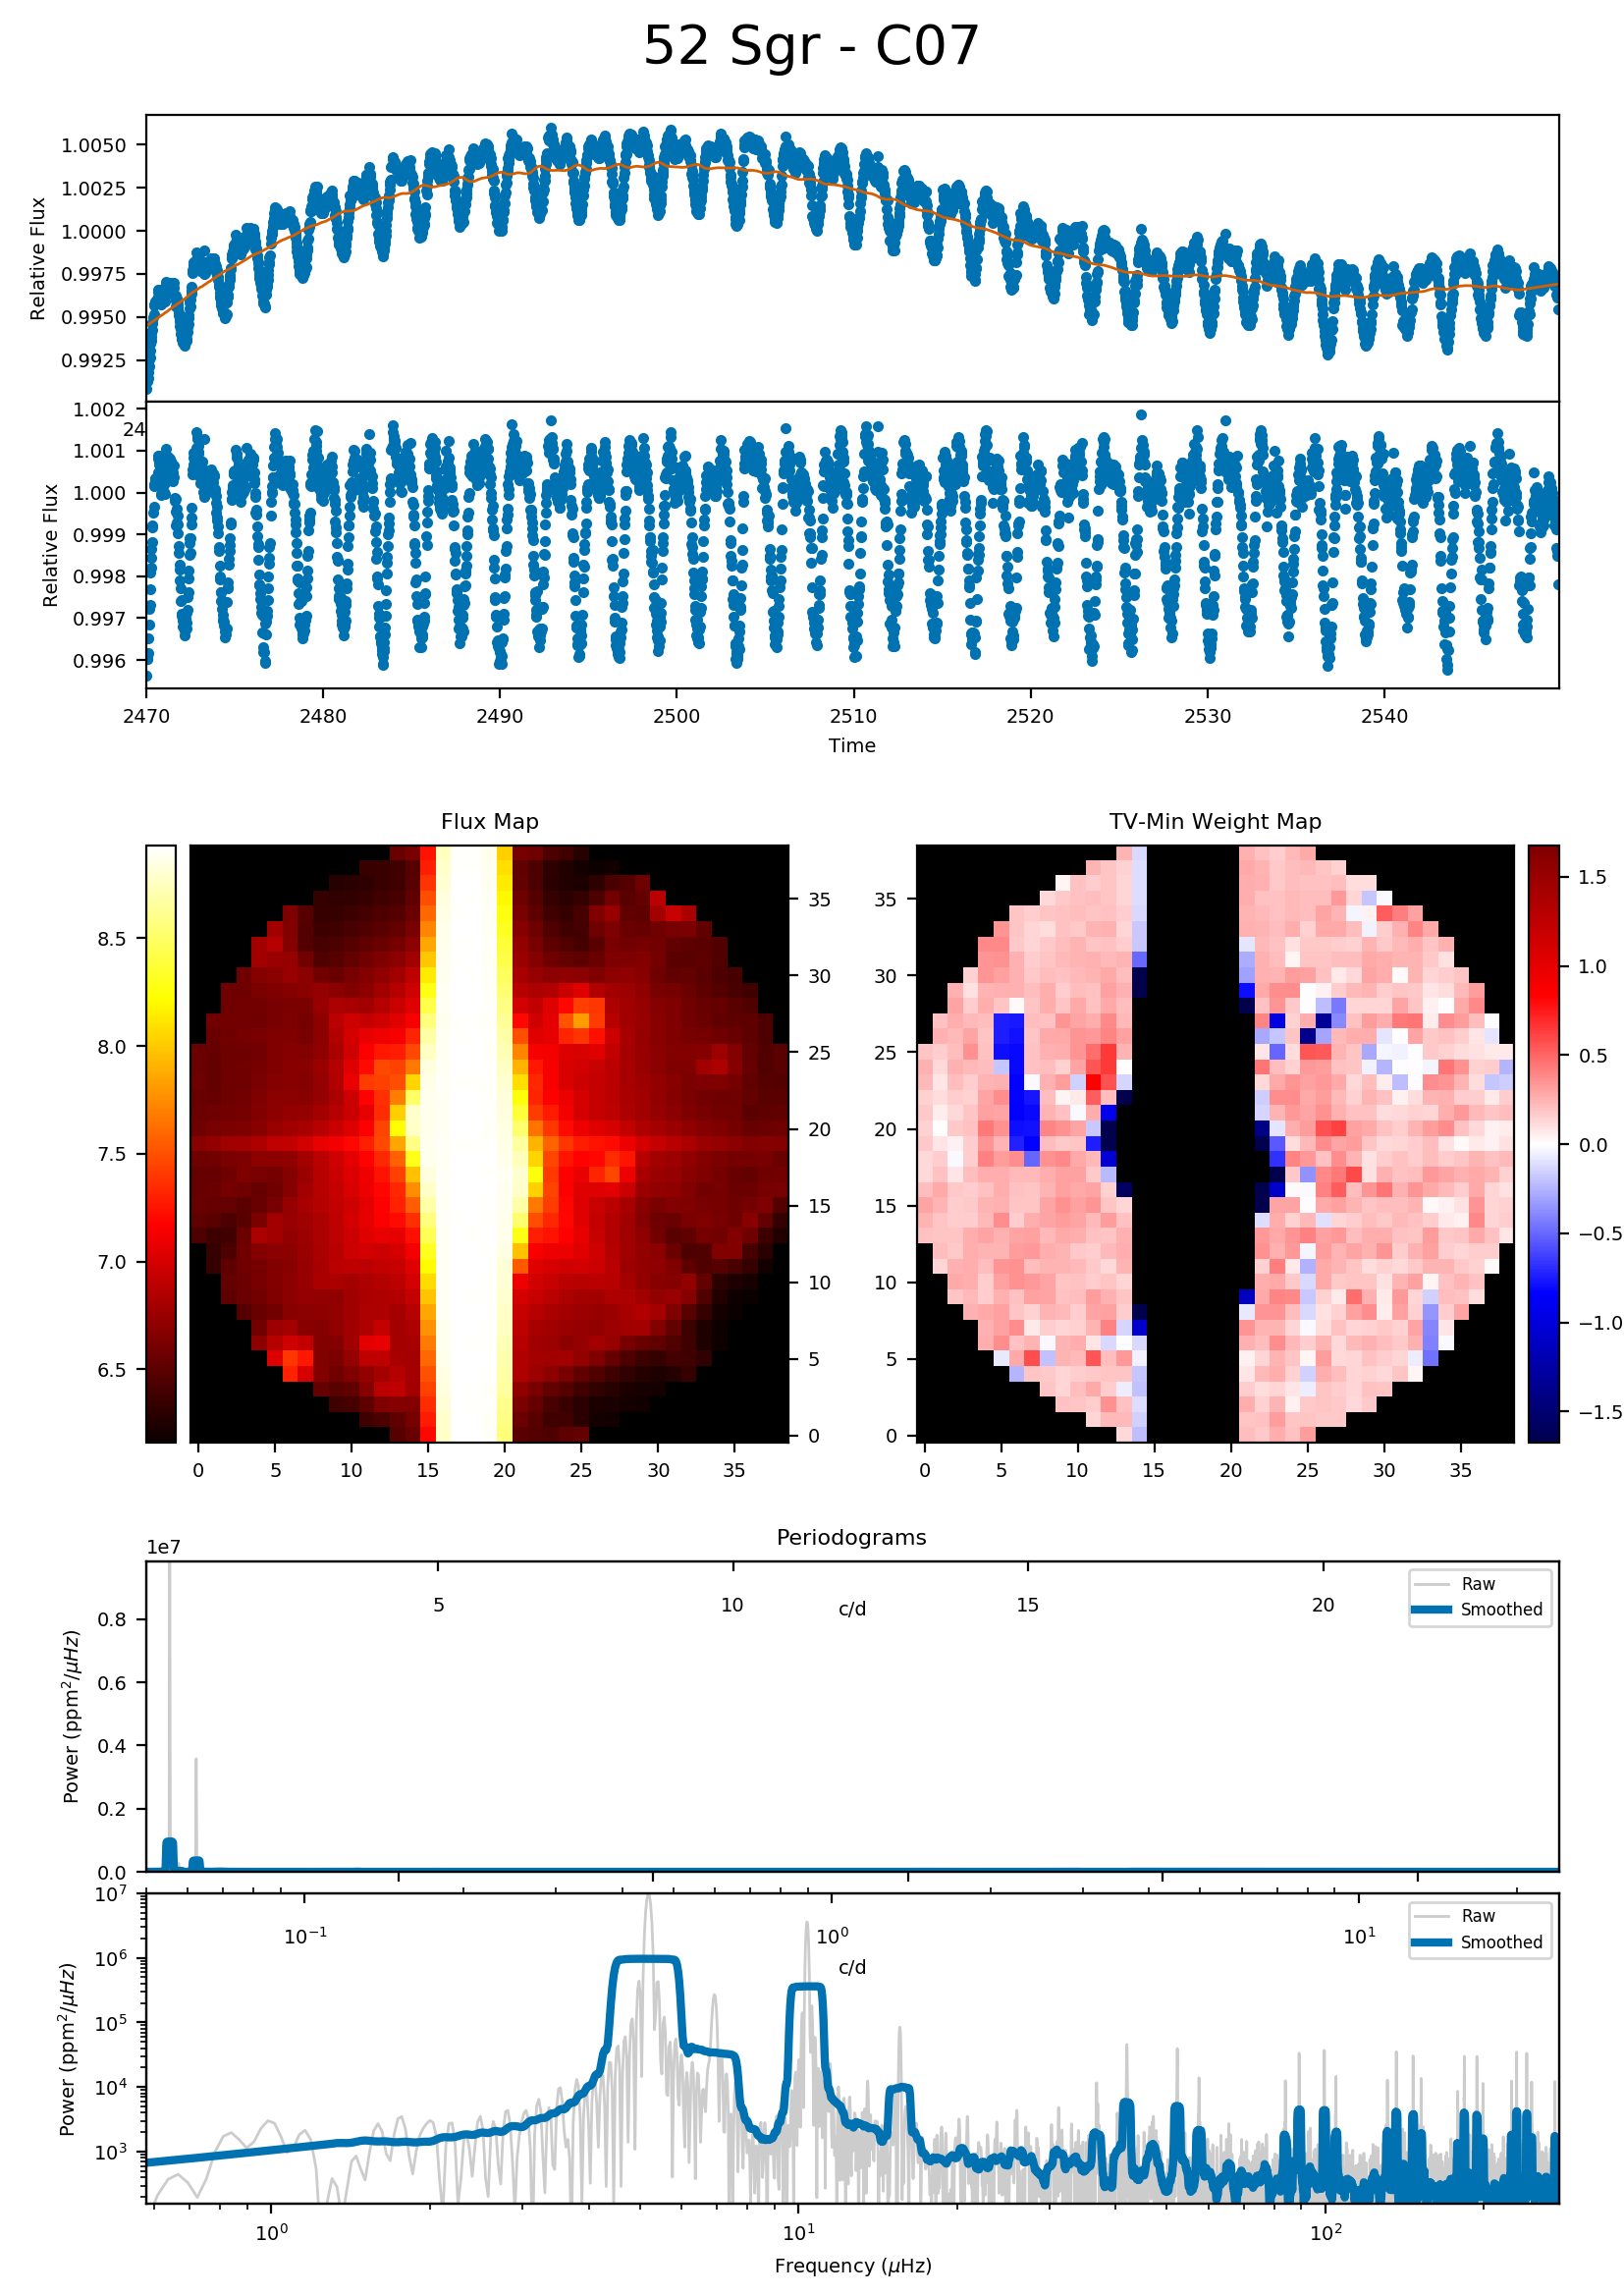 52 Sgr - C07
1.0050
1.0025
1.0000
0.9975
0.9950
0.9925
Relative Flux
24
1.002
1.001
1.000
0.999
0.998
0.997
0.996
Relative Flux
2470 2480 2490 2500 2510 2520 2530 2540
Time
Flux Map
8.5
8.0
7.5
7.0
6.5
35
30
25
20
15
10
5
0
0 5 10 15 20 25 30 35
TV-Min Weight Map
35
30
25
20
15
10
5
0
0 5 10 15 20 25 30 35
1.5
1.0
0.5
0.0
−0.5
−1.0
−1.5
Periodograms
1e7
0.8
0.6
0.4
0.2
0.0
Power (ppm²/μHz)
5 10 15 20
c/d
Raw
Smoothed
10⁷
10⁶
10⁵
10⁴
10³
Power (ppm²/μHz)
10⁻¹ 10⁰ 10¹
c/d
Raw
Smoothed
10⁰ 10¹ 10²
Frequency (μHz)